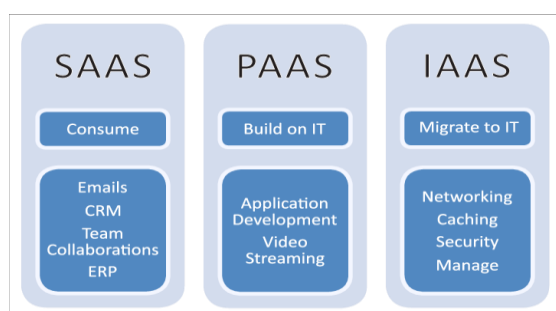 SAAS
Consume
Emails
CRM
Team
Collaborations
ERP
PAAS
Build on IT
Application
Development
Video
Streaming
IAAS
Migrate to IT
Networking
Caching
Security
Manage